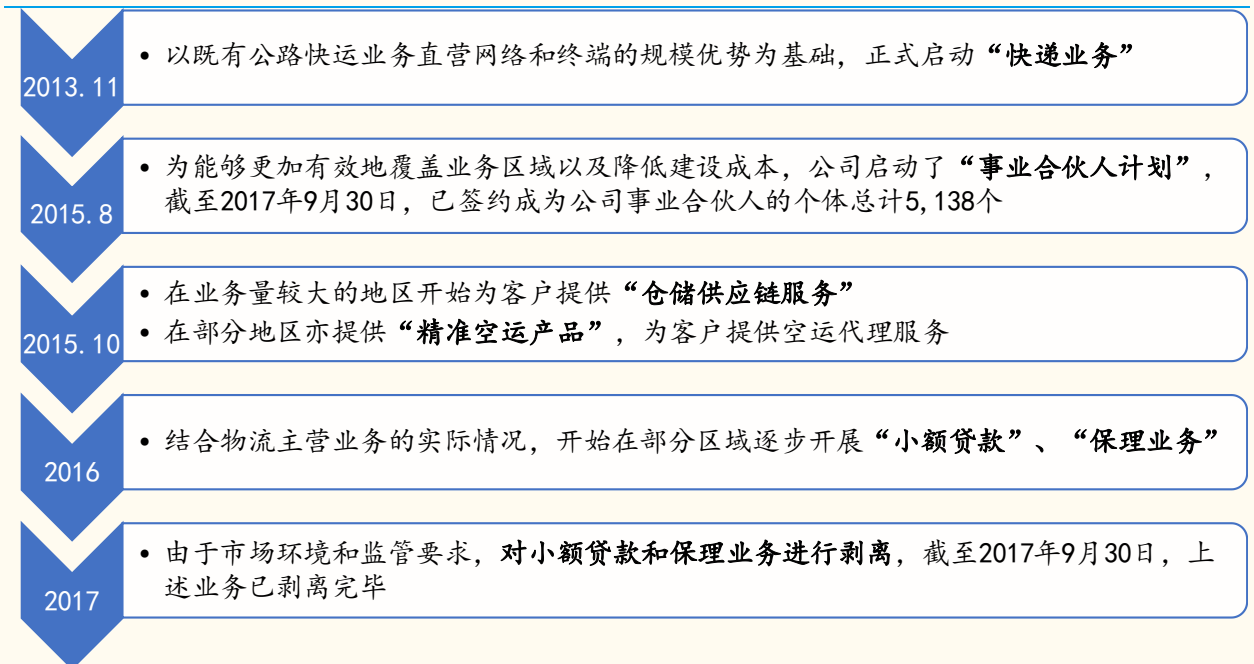 2013.11
• 以既有公路快运业务直营网络和终端的规模优势为基础，正式启动“快递业务”
2015.8
• 为能够更加有效地覆盖业务区域以及降低建设成本，公司启动了“事业合伙人计划”，
截至2017年9月30日，已签约成为公司事业合伙人的个体总计5,138个
2015.10
• 在业务量较大的地区开始为客户提供“仓储供应链服务”
• 在部分地区亦提供“精准空运产品”，为客户提供空运代理服务
2016
• 结合物流主营业务的实际情况，开始在部分区域逐步开展“小额贷款”、“保理业务”
2017
• 由于市场环境和监管要求，对小额贷款和保理业务进行剥离，截至2017年9月30日，上
述业务已剥离完毕